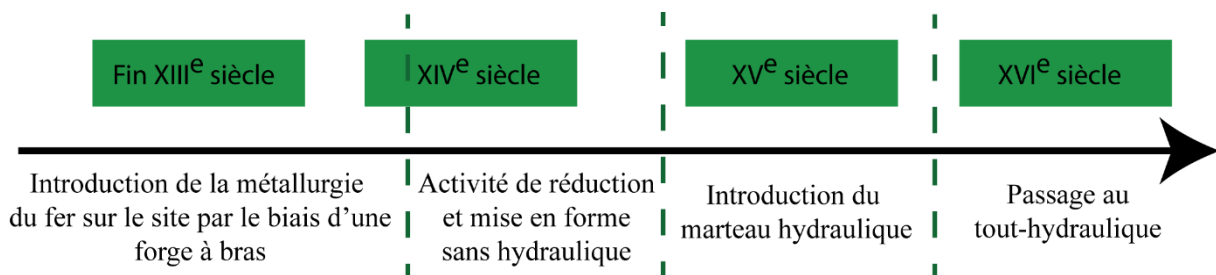 Fin XIIIe siècle
XIVe siècle
XVe siècle
XVIe siècle
Introduction de la métallurgie
du fer sur le site par le biais d'une
forge à bras
Activité de réduction
et mise en forme
sans hydraulique
Introduction du
marteau hydraulique
Passage au
tout-hydraulique